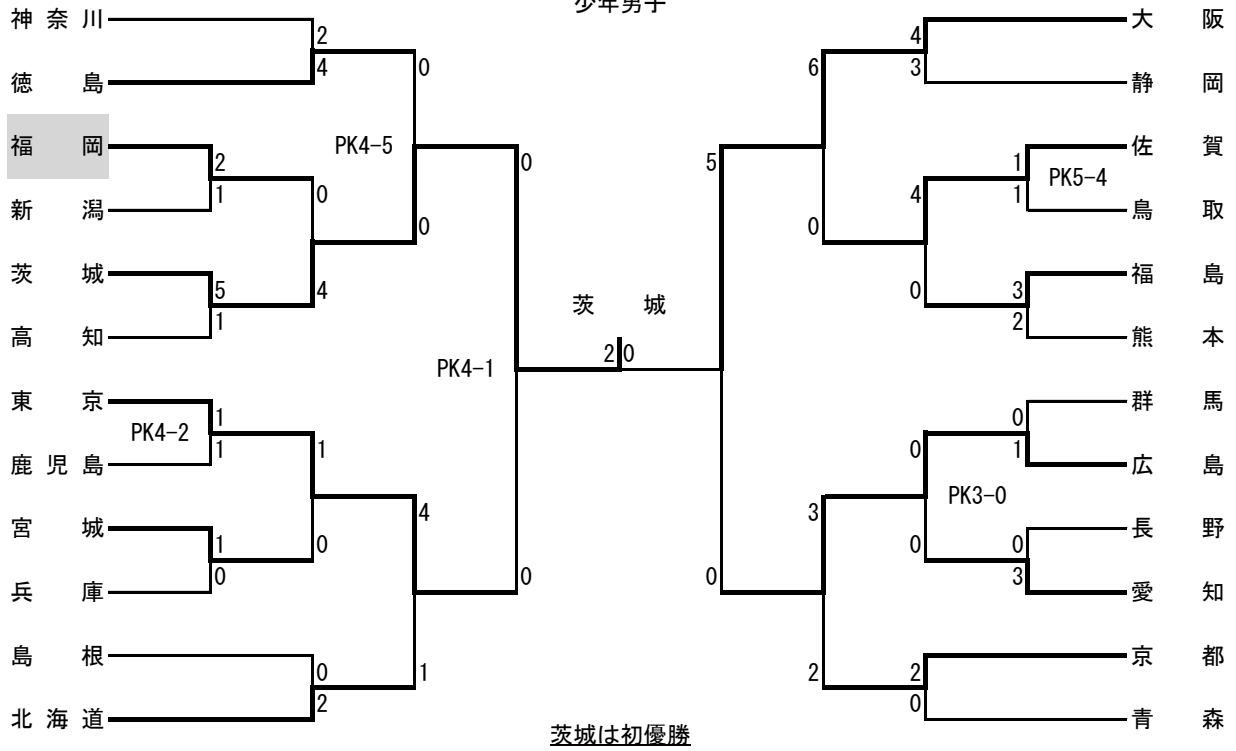 少年男子
神奈川
2
4
徳島
福岡
2
1
新潟
茨城
5
1
高知
0
4
PK4-5
0
0
東京
1
PK4-2
1
鹿児島
宮城
1
0
兵庫
1
0
島根
0
2
北海道
4
1
0
PK4-1
0
茨城
2 0
大阪
4
3
静岡
佐賀
1
PK5-4
1
鳥取
福島
3
2
熊本
4
0
6
0
群馬
0
1
広島
長野
0
3
愛知
0
PK3-0
0
京都
2
0
青森
3
2
5
0
茨城は初優勝